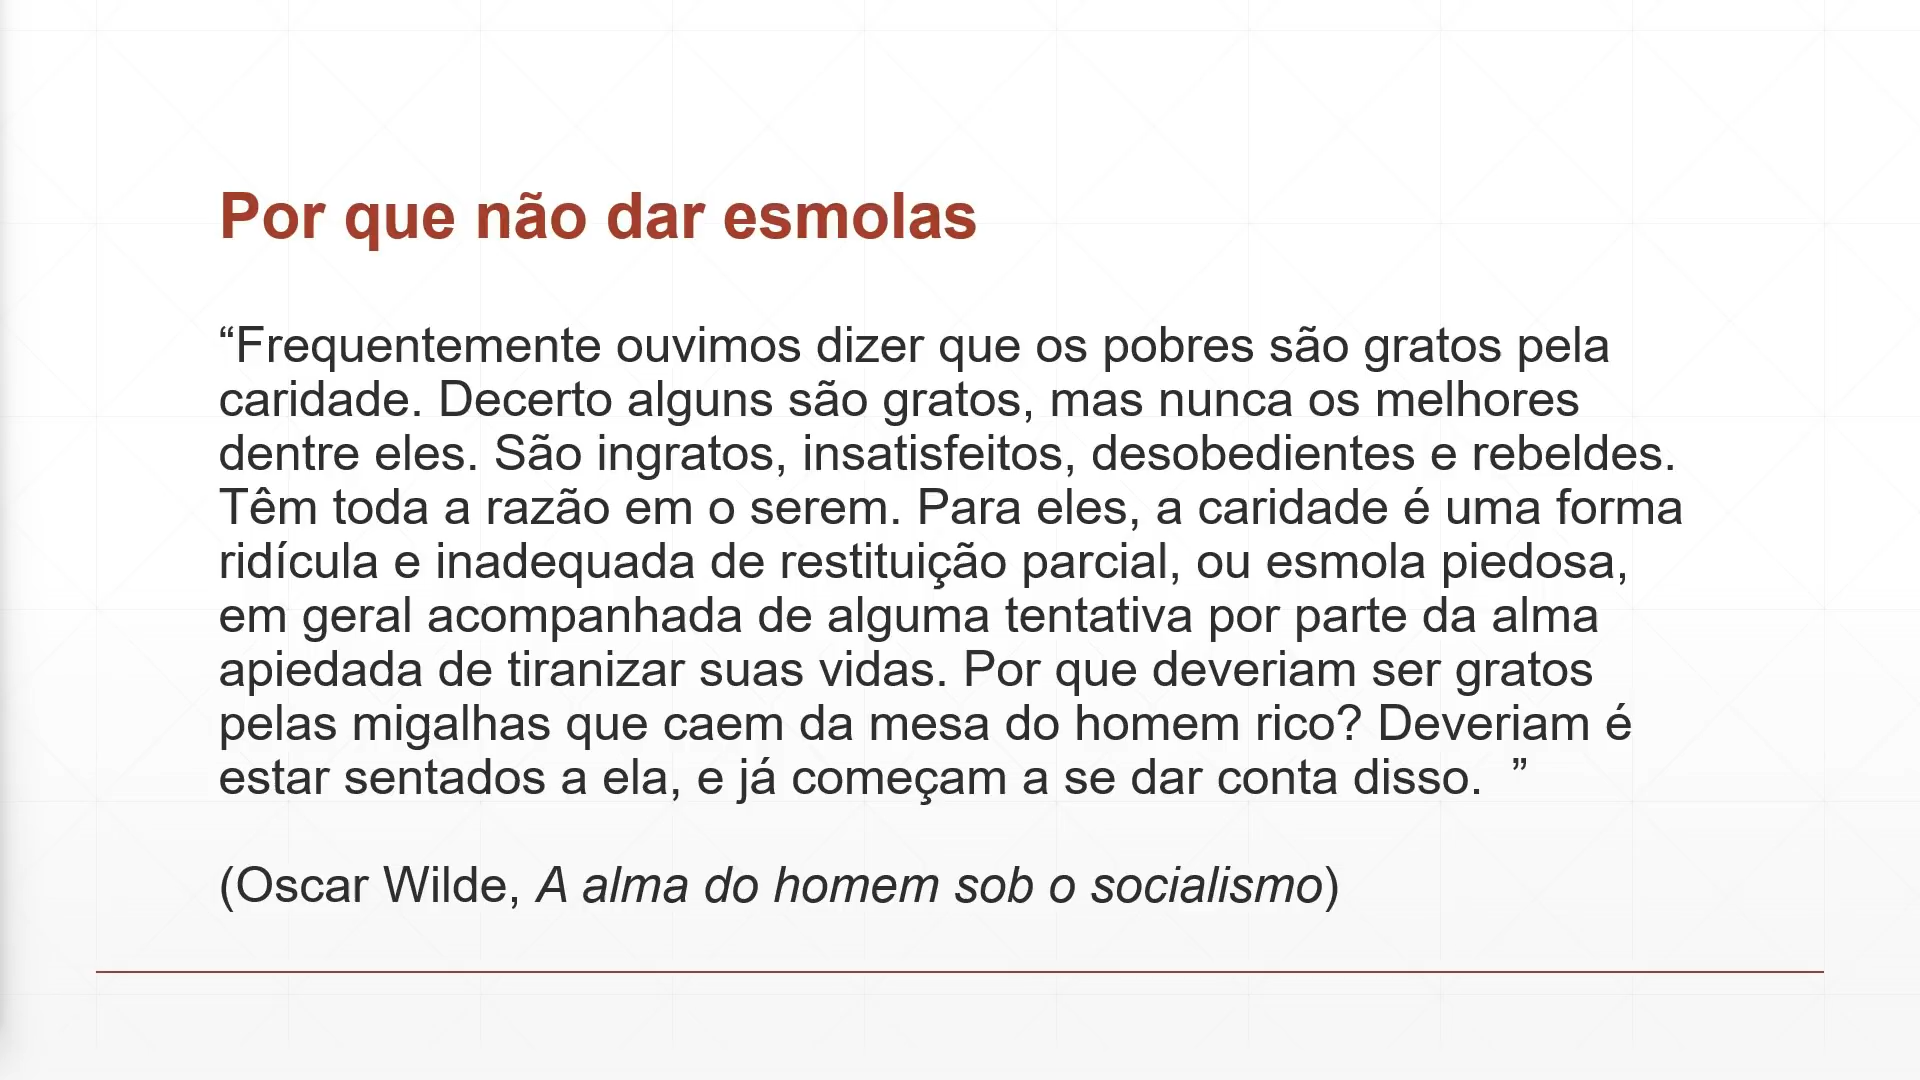 Por que não dar esmolas
“Frequentemente ouvimos dizer que os pobres são gratos pela
caridade. Decerto alguns são gratos, mas nunca os melhores
dentre eles. São ingratos, insatisfeitos, desobedientes e rebeldes.
Têm toda a razão em o serem. Para eles, a caridade é uma forma
ridícula e inadequada de restituição parcial, ou esmola piedosa,
em geral acompanhada de alguma tentativa por parte da alma
apiedada de tiranizar suas vidas. Por que deveriam ser gratos
pelas migalhas que caem da mesa do homem rico? Deveriam é
estar sentados a ela, e já começam a se dar conta disso.  ”
(Oscar Wilde, A alma do homem sob o socialismo)